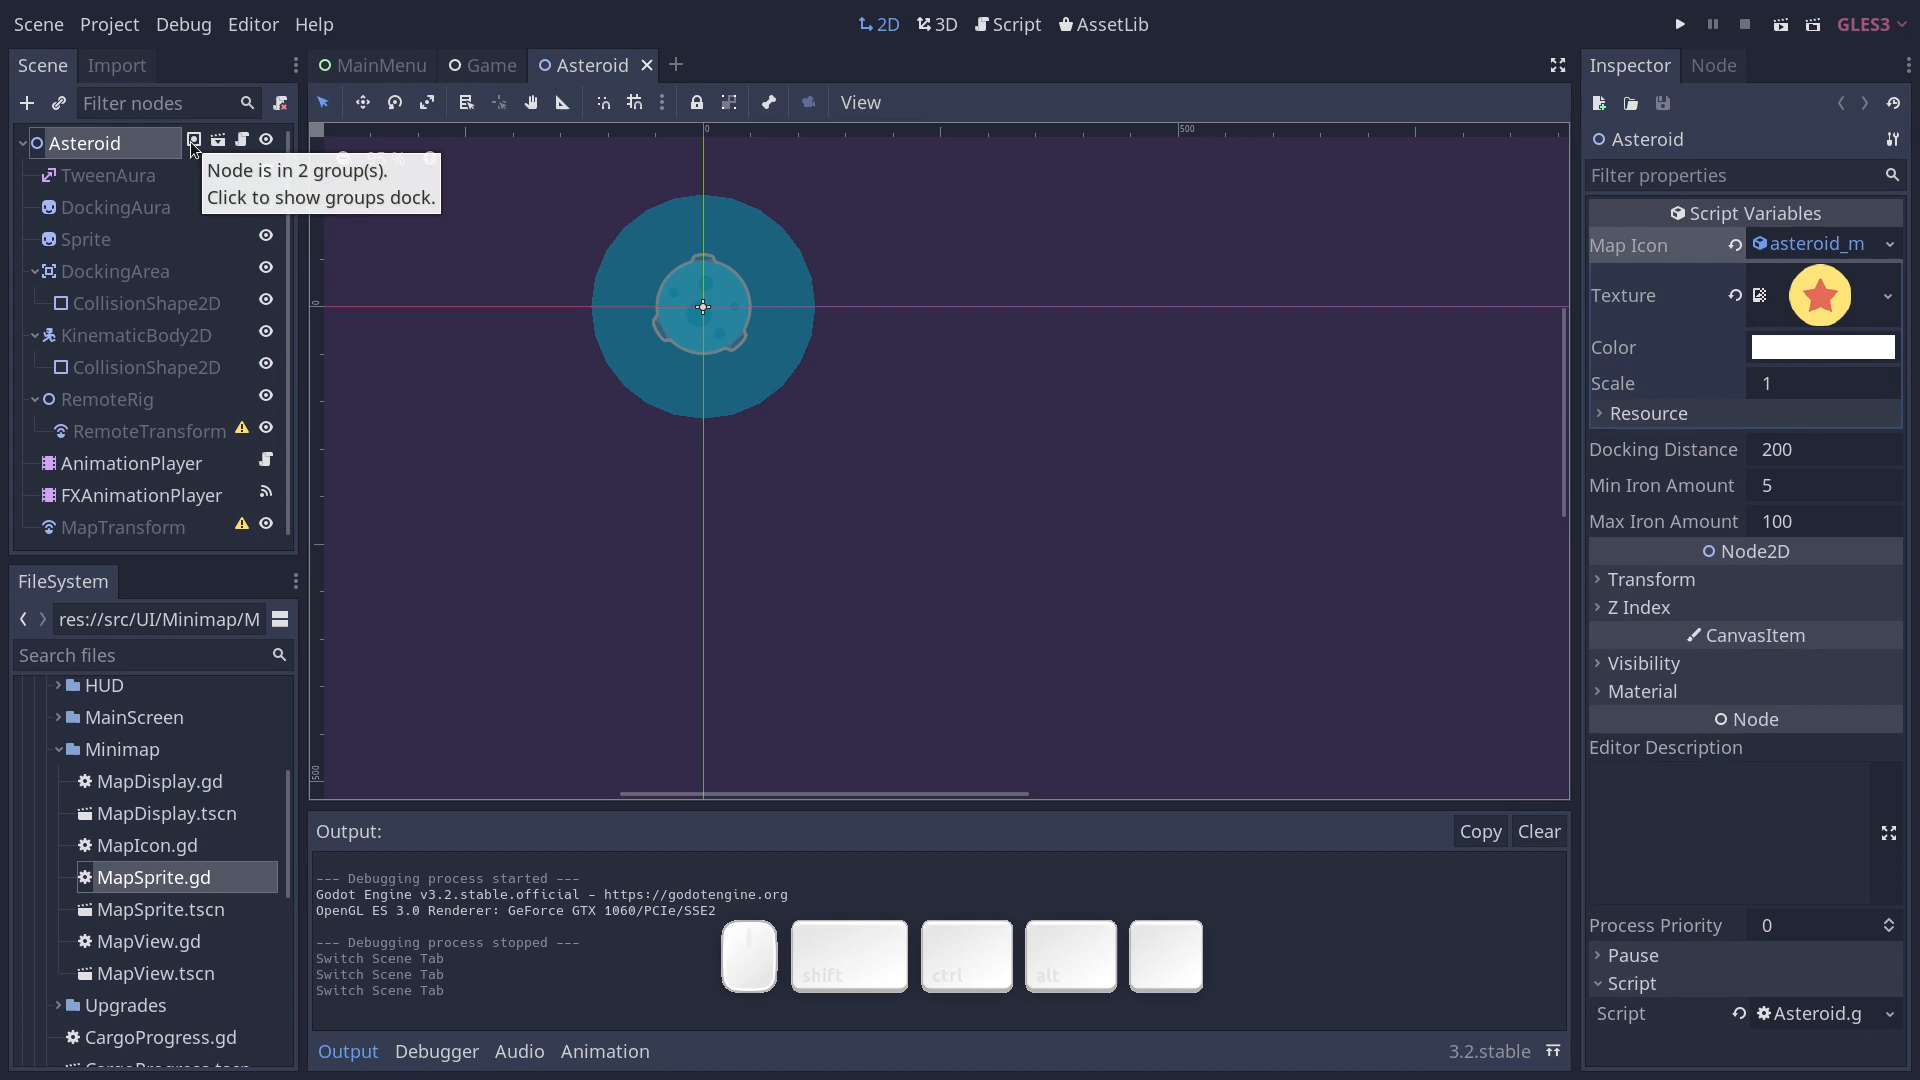 Scene Project Debug Editor Help
2D 3D Script AssetLib
GLES3
Scene Import
MainMenu Game Asteroid
Inspector Node
Filter nodes
View
Asteroid
Node is in 2 group(s).
Click to show groups dock.
TweenAura
DockingAura
Sprite
DockingArea
CollisionShape2D
KinematicBody2D
CollisionShape2D
RemoteRig
RemoteTransform
AnimationPlayer
FXAnimationPlayer
MapTransform
0 500
0
500
FileSystem
res://src/UI/Minimap/M
Search files
HUD
MainScreen
Minimap
MapDisplay.gd
MapDisplay.tscn
MapIcon.gd
MapSprite.gd
MapSprite.tscn
MapView.gd
MapView.tscn
Upgrades
CargoProgress.gd
Output:
Copy Clear
--- Debugging process started ---
Godot Engine v3.2.stable.official - https://godotengine.org
OpenGL ES 3.0 Renderer: GeForce GTX 1060/PCIe/SSE2
--- Debugging process stopped ---
Switch Scene Tab
Switch Scene Tab
Switch Scene Tab
shift ctrl alt
Output Debugger Audio Animation
3.2.stable
Asteroid
Filter properties
Script Variables
Map Icon asteroid_m
Texture
Color
Scale 1
Resource
Docking Distance 200
Min Iron Amount 5
Max Iron Amount 100
Node2D
Transform
Z Index
CanvasItem
Visibility
Material
Node
Editor Description
Process Priority 0
Pause
Script
Script Asteroid.g